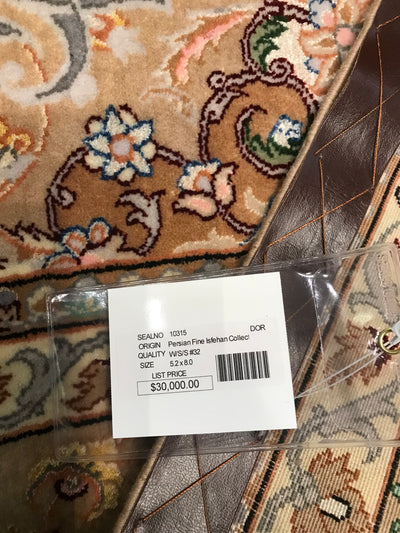 SEALNO 10315 DOR
ORIGIN Persian Fine Isfehan Collect
QUALITY W/S/S #32
SIZE 5.2 x 8.0
LIST PRICE
$30,000.00